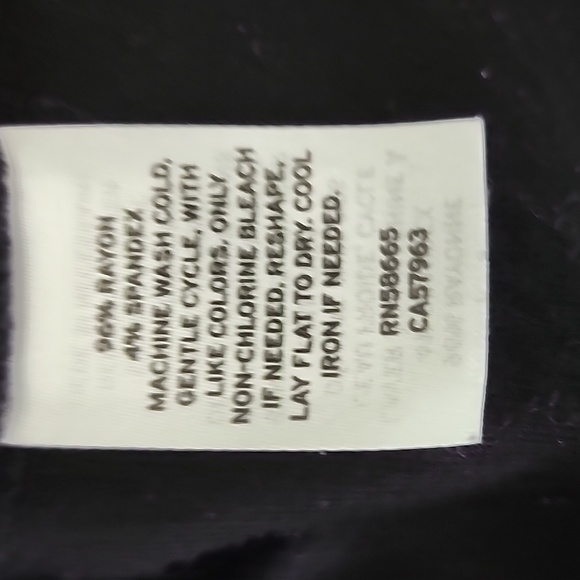 96% RAYON
4% SPANDEX
MACHINE WASH COLD,
GENTLE CYCLE, WITH
LIKE COLORS. ONLY
NON-CHLORINE BLEACH
IF NEEDED. RESHAPE,
LAY FLAT TO DRY. COOL
IRON IF NEEDED.
RN58665
CA57963